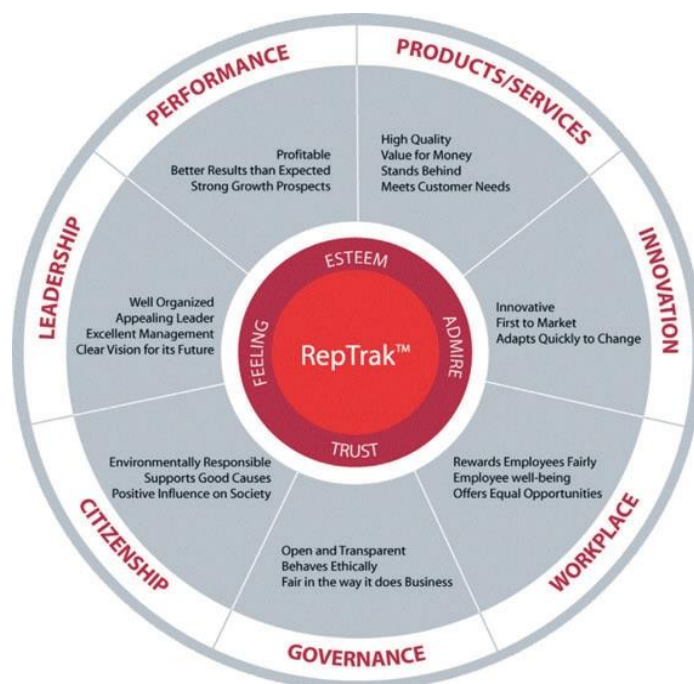 PERFORMANCE
Profitable
Better Results than Expected
Strong Growth Prospects
PRODUCTS/SERVICES
High Quality
Value for Money
Stands Behind
Meets Customer Needs
INNOVATION
Innovative
First to Market
Adapts Quickly to Change
WORKPLACE
Rewards Employees Fairly
Employee well-being
Offers Equal Opportunities
GOVERNANCE
Open and Transparent
Behaves Ethically
Fair in the way it does Business
CITIZENSHIP
Environmentally Responsible
Supports Good Causes
Positive Influence on Society
LEADERSHIP
Well Organized
Appealing Leader
Excellent Management
Clear Vision for its Future
ESTEEM
ADMIRE
TRUST
FEELING
RepTrak™